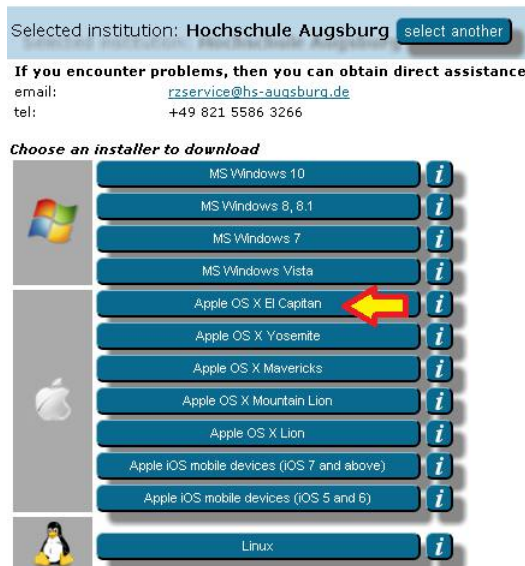 Selected institution: Hochschule Augsburg select another
If you encounter problems, then you can obtain direct assistance
email: rzservice@hs-augsburg.de
tel: +49 821 5586 3266
Choose an installer to download
MS Windows 10 i
MS Windows 8, 8.1 i
MS Windows 7 i
MS Windows Vista i
Apple OS X El Capitan i
Apple OS X Yosemite i
Apple OS X Mavericks i
Apple OS X Mountain Lion i
Apple OS X Lion i
Apple iOS mobile devices (iOS 7 and above) i
Apple iOS mobile devices (iOS 5 and 6) i
Linux i